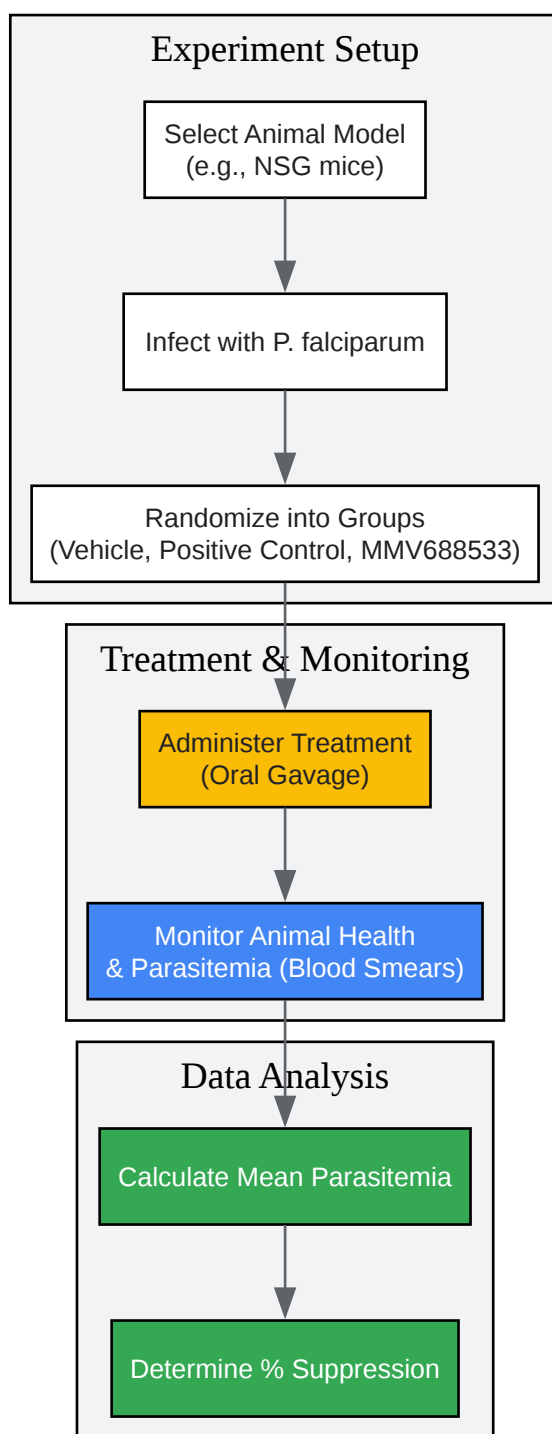 Experiment Setup
Select Animal Model
(e.g., NSG mice)
Infect with P. falciparum
Randomize into Groups
(Vehicle, Positive Control, MMV688533)
Treatment & Monitoring
Administer Treatment
(Oral Gavage)
Monitor Animal Health
& Parasitemia (Blood Smears)
Data Analysis
Calculate Mean Parasitemia
Determine % Suppression